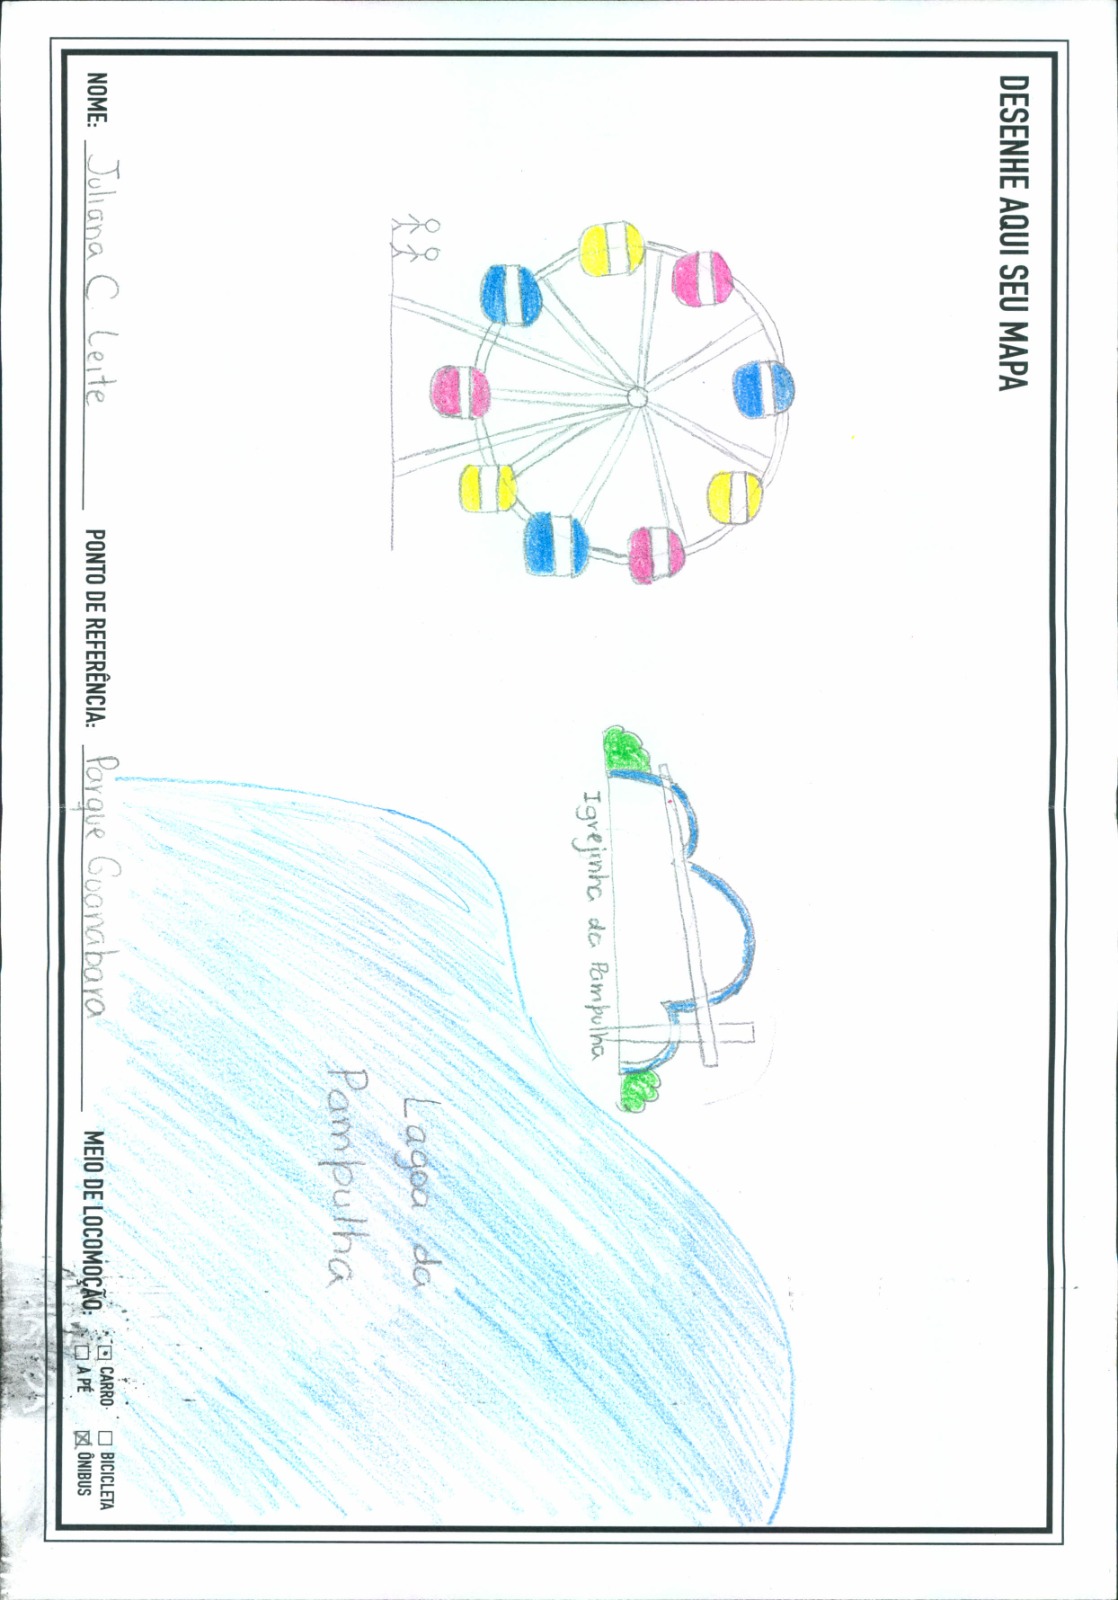 DESENHE AQUI SEU MAPA
Igrejinha da Pampulha
Lagoa da
Pampulha
NOME: Juliana C. Leite PONTO DE REFERÊNCIA: Parque Guanabara MEIO DE LOCOMOÇÃO: CARRO BICICLETA
A PÉ ÔNIBUS